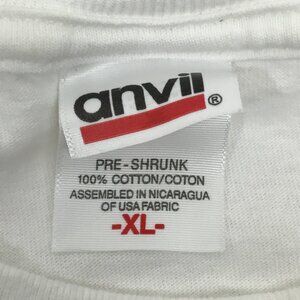 anvil®
PRE-SHRUNK
100% COTTON/COTON
ASSEMBLED IN NICARAGUA
OF USA FABRIC
-XL-